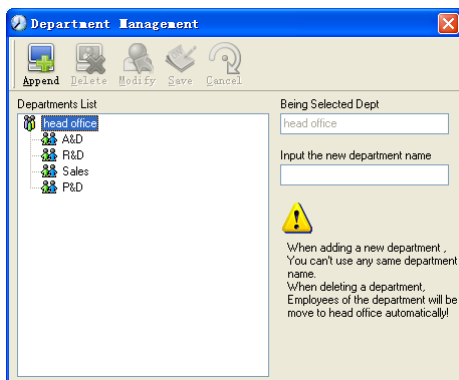 Department Management
Append Delete Modify Save Cancel
Departments List
head office
A&D
R&D
Sales
P&D
Being Selected Dept
head office
Input the new department name
When adding a new department ,
You can't use any same department
name.
When deleting a department,
Employees of the department will be
move to head office automatically!